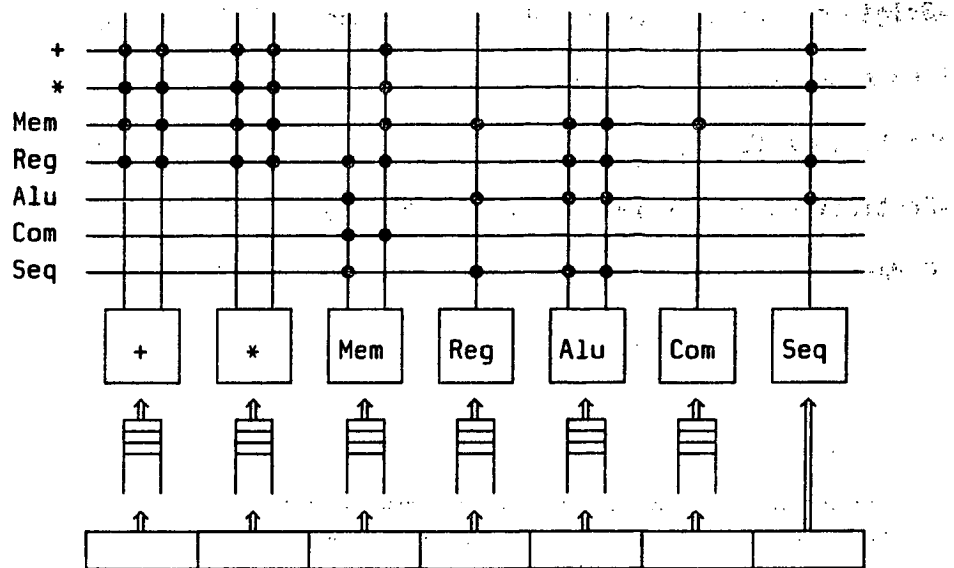 +
*
Mem
Reg
Alu
Com
Seq
+ * Mem Reg Alu Com Seq